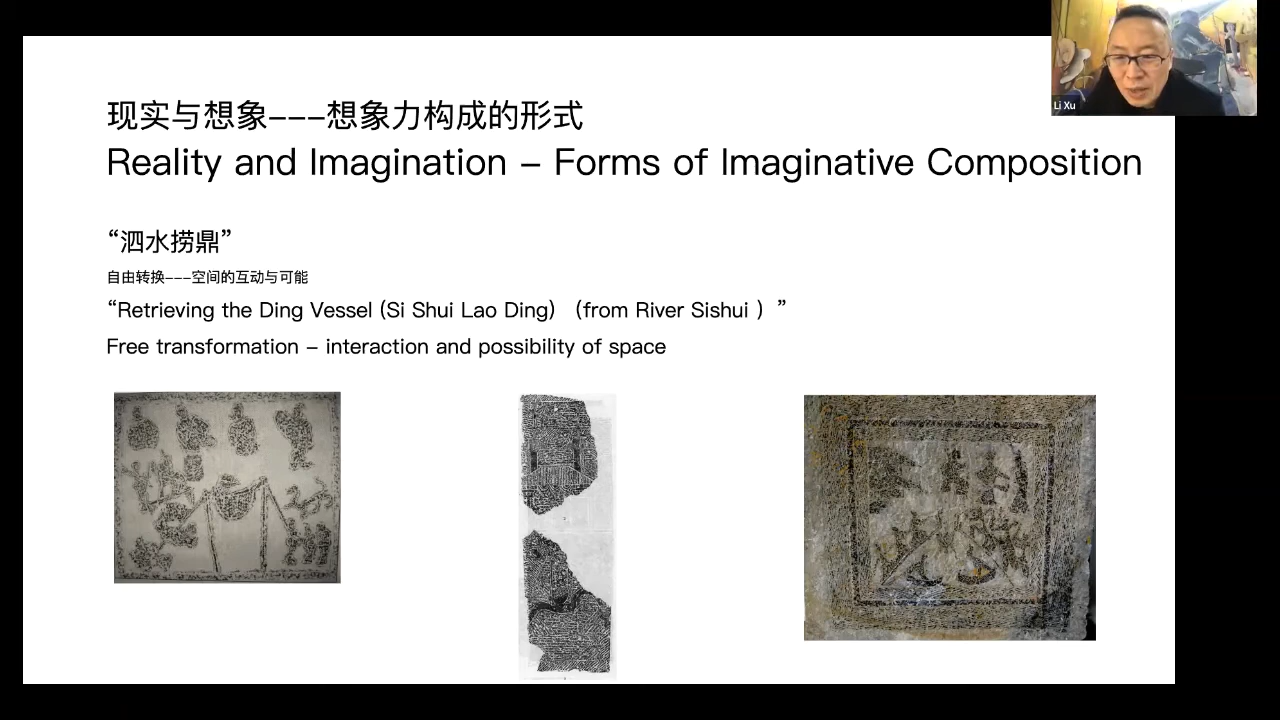 现实与想象---想象力构成的形式
Reality and Imagination – Forms of Imaginative Composition
“泗水捞鼎”
自由转换---空间的互动与可能
“Retrieving the Ding Vessel (Si Shui Lao Ding) （from River Sishui ）”
Free transformation – interaction and possibility of space
Li Xu